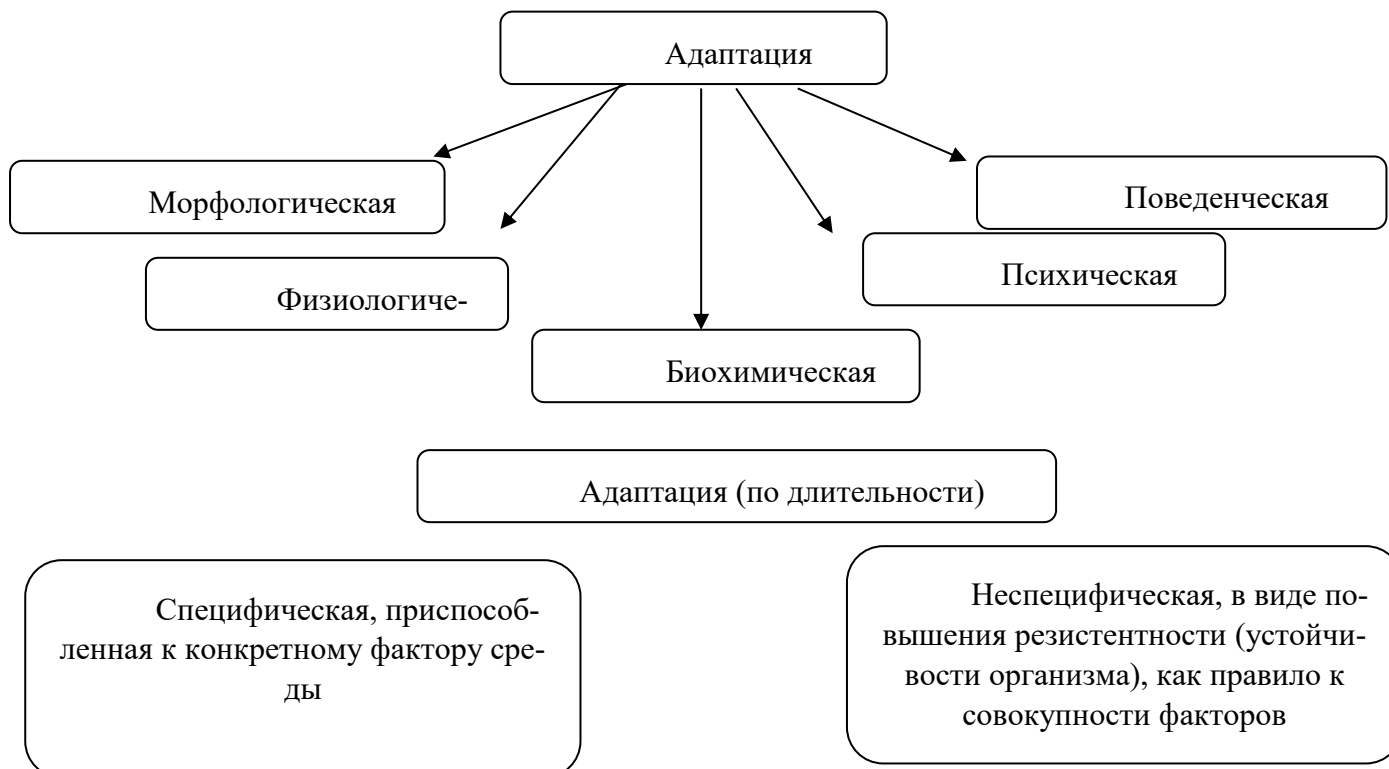 Адаптация
Морфологическая
Поведенческая
Физиологиче-
Психическая
Биохимическая
Адаптация (по длительности)
Специфическая, приспособ-
ленная к конкретному фактору сре-
ды
Неспецифическая, в виде по-
вышения резистентности (устойчи-
вости организма), как правило к
совокупности факторов